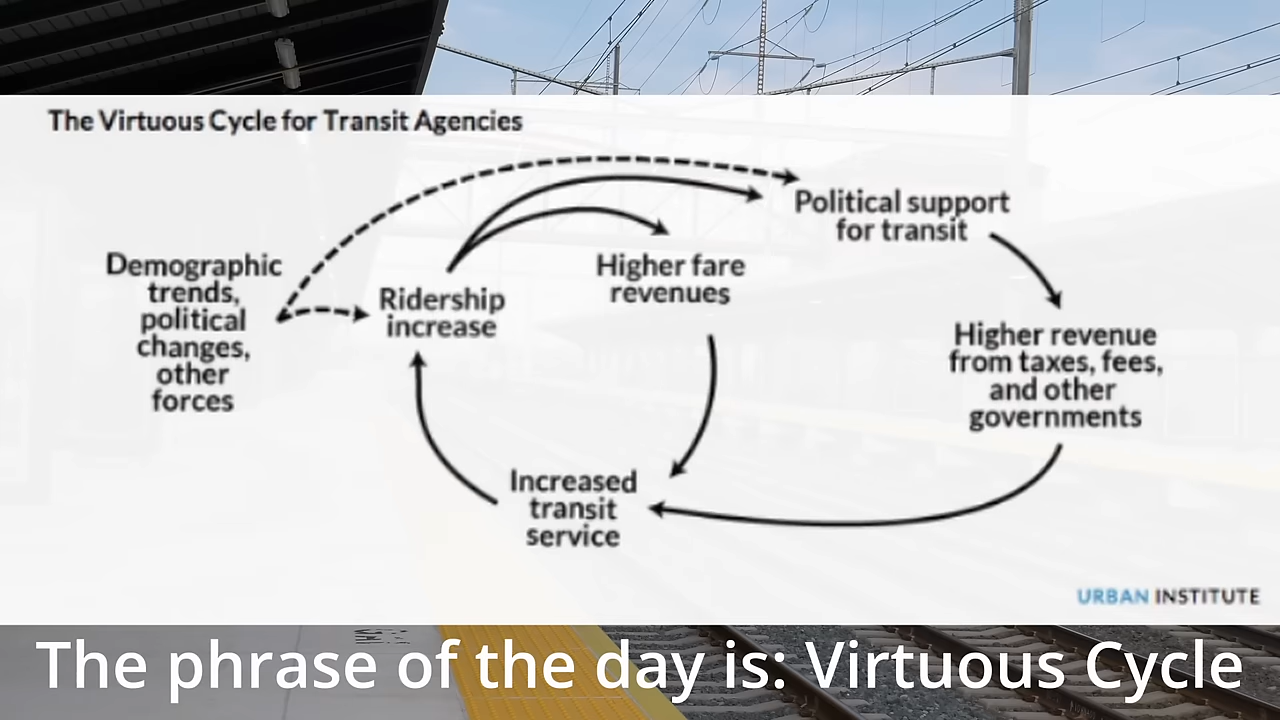 The Virtuous Cycle for Transit Agencies
Demographic
trends,
political
changes,
other
forces
Ridership
increase
Higher fare
revenues
Political support
for transit
Higher revenue
from taxes, fees,
and other
governments
Increased
transit
service
URBAN INSTITUTE
The phrase of the day is: Virtuous Cycle